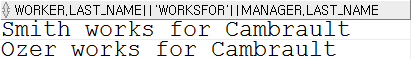 WORKER,LAST_NAME||'WORKSFOR'||MANAGER,LAST_NAME
Smith works for Cambrault
Ozer works for Cambrault